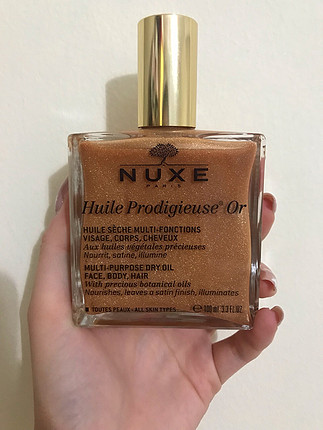 NUXE
PARIS
Huile Prodigieuse® Or
HUILE SÈCHE MULTI-FONCTIONS
VISAGE, CORPS, CHEVEUX
Aux huiles végétales précieuses
Nourrit, satine, illumine
MULTI-PURPOSE DRY OIL
FACE, BODY, HAIR
With precious botanical oils
Nourishes, leaves a satin finish, illuminates
TOUTES PEAUX - ALL SKIN TYPES
℮ 100 ml 3.3 FL.OZ.